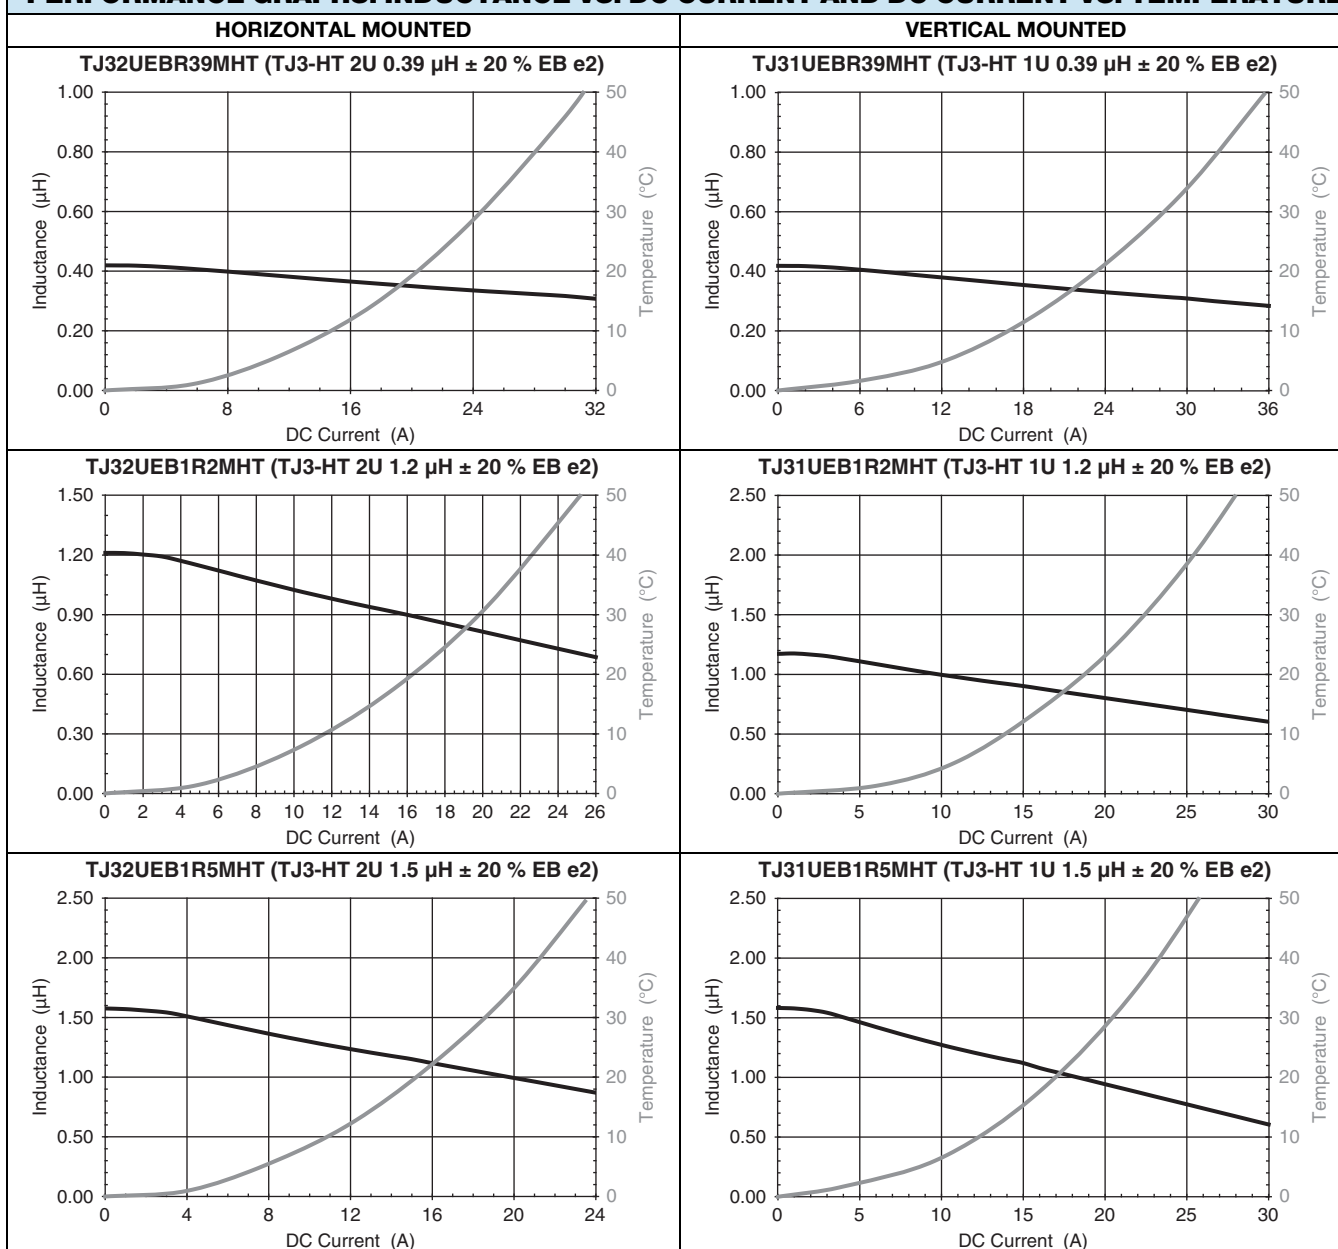 PERFORMANCE GRAPHS: INDUCTANCE VS. DC CURRENT AND DC CURRENT VS. TEMPERATURE
HORIZONTAL MOUNTED
VERTICAL MOUNTED
TJ32UEBR39MHT (TJ3-HT 2U 0.39 µH ± 20 % EB e2)
1.00
0.80
0.60
0.40
0.20
0.00
Inductance (µH)
50
40
30
20
10
0
Temperature (°C)
0 8 16 24 32
DC Current (A)
TJ31UEBR39MHT (TJ3-HT 1U 0.39 µH ± 20 % EB e2)
1.00
0.80
0.60
0.40
0.20
0.00
Inductance (µH)
50
40
30
20
10
0
Temperature (°C)
0 6 12 18 24 30 36
DC Current (A)
TJ32UEB1R2MHT (TJ3-HT 2U 1.2 µH ± 20 % EB e2)
1.50
1.20
0.90
0.60
0.30
0.00
Inductance (µH)
50
40
30
20
10
0
Temperature (°C)
0 2 4 6 8 10 12 14 16 18 20 22 24 26
DC Current (A)
TJ31UEB1R2MHT (TJ3-HT 1U 1.2 µH ± 20 % EB e2)
2.50
2.00
1.50
1.00
0.50
0.00
Inductance (µH)
50
40
30
20
10
0
Temperature (°C)
0 5 10 15 20 25 30
DC Current (A)
TJ32UEB1R5MHT (TJ3-HT 2U 1.5 µH ± 20 % EB e2)
2.50
2.00
1.50
1.00
0.50
0.00
Inductance (µH)
50
40
30
20
10
0
Temperature (°C)
0 4 8 12 16 20 24
DC Current (A)
TJ31UEB1R5MHT (TJ3-HT 1U 1.5 µH ± 20 % EB e2)
2.50
2.00
1.50
1.00
0.50
0.00
Inductance (µH)
50
40
30
20
10
0
Temperature (°C)
0 5 10 15 20 25 30
DC Current (A)